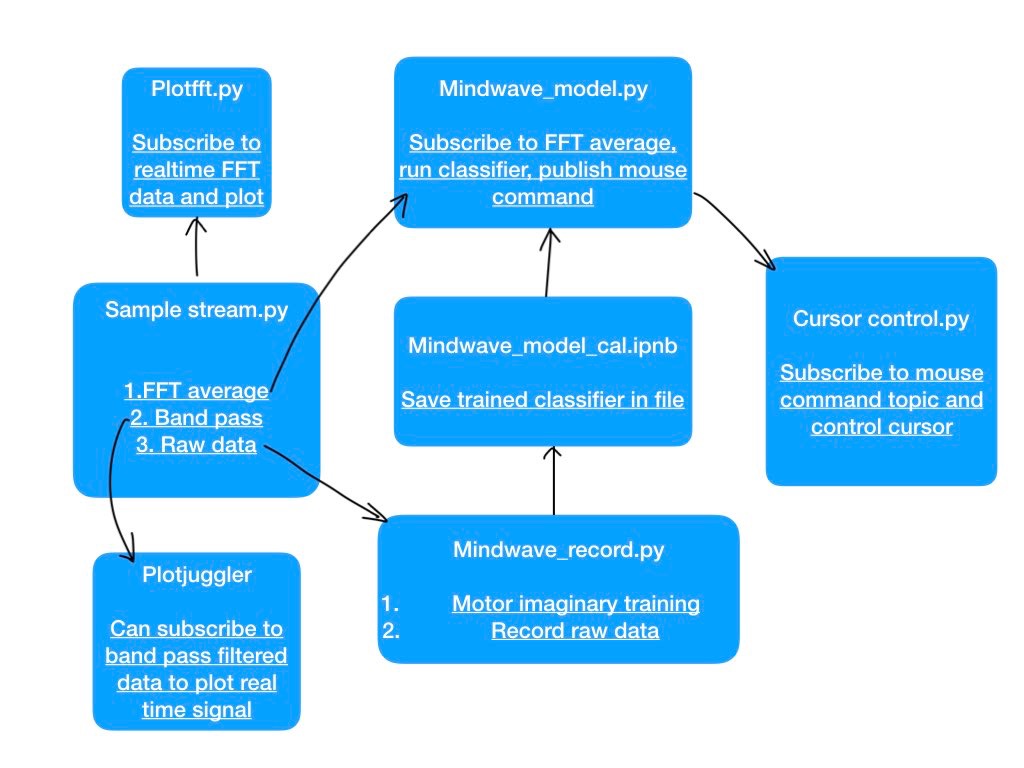 Plotfft.py
Subscribe to
realtime FFT
data and plot
Mindwave_model.py
Subscribe to FFT average,
run classifier, publish mouse
command
Sample stream.py
1.FFT average
2. Band pass
3. Raw data
Mindwave_model_cal.ipnb
Save trained classifier in file
Cursor control.py
Subscribe to mouse
command topic and
control cursor
Plotjuggler
Can subscribe to
band pass filtered
data to plot real
time signal
Mindwave_record.py
1. Motor imaginary training
2. Record raw data